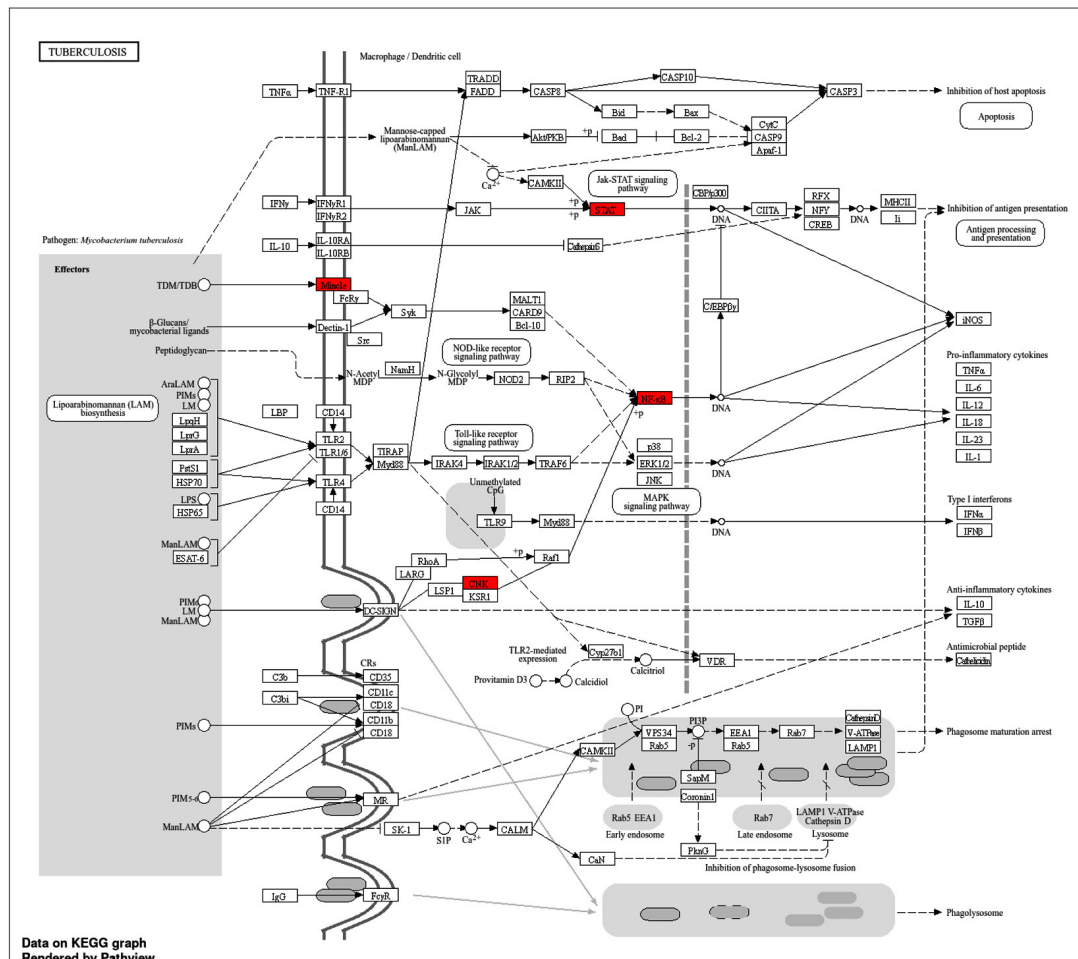 TUBERCULOSIS
Macrophage / Dendritic cell
TNFα
TNF-R1
TRADD
FADD
CASP8
CASP10
CASP3
Inhibition of host apoptosis
Apoptosis
Bid
Bax
Mannose-capped
lipoarabinomannan
(ManLAM)
Akt/PKB
+p
Bad
Bcl-2
CytC
CASP9
Apaf-1
Ca2+
CAMKII
Jak-STAT signaling
pathway
IFNγ
IFNγR1
IFNγR2
JAK
+p
+p
STAT
CBP/p300
DNA
CIITA
RFX
NFY
CREB
DNA
MHCII
Ii
Inhibition of antigen presentation
Antigen processing
and presentation
Pathogen: Mycobacterium tuberculosis
IL-10
IL-10RA
IL-10RB
CathepinS
Effectors
TDM/TDB
Mincle
FcRγ
Syk
MALT1
CARD9
Bcl-10
C/EBPβγ
iNOS
β-Glucans/
mycobacterial ligands
Dectin-1
Src
Peptidoglycan
N-Acetyl
MDP
NamH
N-Glycolyl
MDP
NOD-like receptor
signaling pathway
NOD2
RIP2
NF-κB
+p
DNA
Pro-inflammatory cytokines
TNFα
IL-6
IL-12
IL-18
IL-23
IL-1
AraLAM
PIMs
LM
Lipoarabinomannan (LAM)
biosynthesis
LpqH
LprG
LprA
PstS1
HSP70
LPS
HSP65
ManLAM
ESAT-6
LBP
CD14
TLR2
TLR1/6
TLR4
CD14
TIRAP
Myd88
Toll-like receptor
signaling pathway
IRAK4
IRAK1/2
TRAF6
p38
ERK1/2
JNK
MAPK
signaling pathway
DNA
Unmethylated
CpG
TLR9
Myd88
DNA
Type I interferons
IFNα
IFNβ
RhoA
LARG
+p
Raf1
LSP1
CNK
KSR1
PIM6
LM
ManLAM
DC-SIGN
Anti-inflammatory cytokines
IL-10
TGFβ
TLR2-mediated
expression
Cyp27b1
Provitamin D3
Calcidiol
Calcitriol
VDR
Antimicrobial peptide
Cathelicidin
CRs
C3b
CD35
C3bi
CD11c
CD18
CD11b
CD18
PIMs
PI
CAMKII
VPS34
Rab5
PI3P
-p
EEA1
Rab5
Rab7
CathepsinD
V-ATPase
LAMP1
Phagosome maturation arrest
SapM
Coronin1
PIM5-6
MR
ManLAM
SK-1
S1P
Ca2+
CALM
CaN
Rab5 EEA1
Early endosome
Rab7
Late endosome
LAMP1 V-ATPase
Cathepsin D
Lysosome
PknG
Inhibition of phagosome-lysosome fusion
IgG
FcγR
Phagolysosome
Data on KEGG graph
Rendered by Pathview